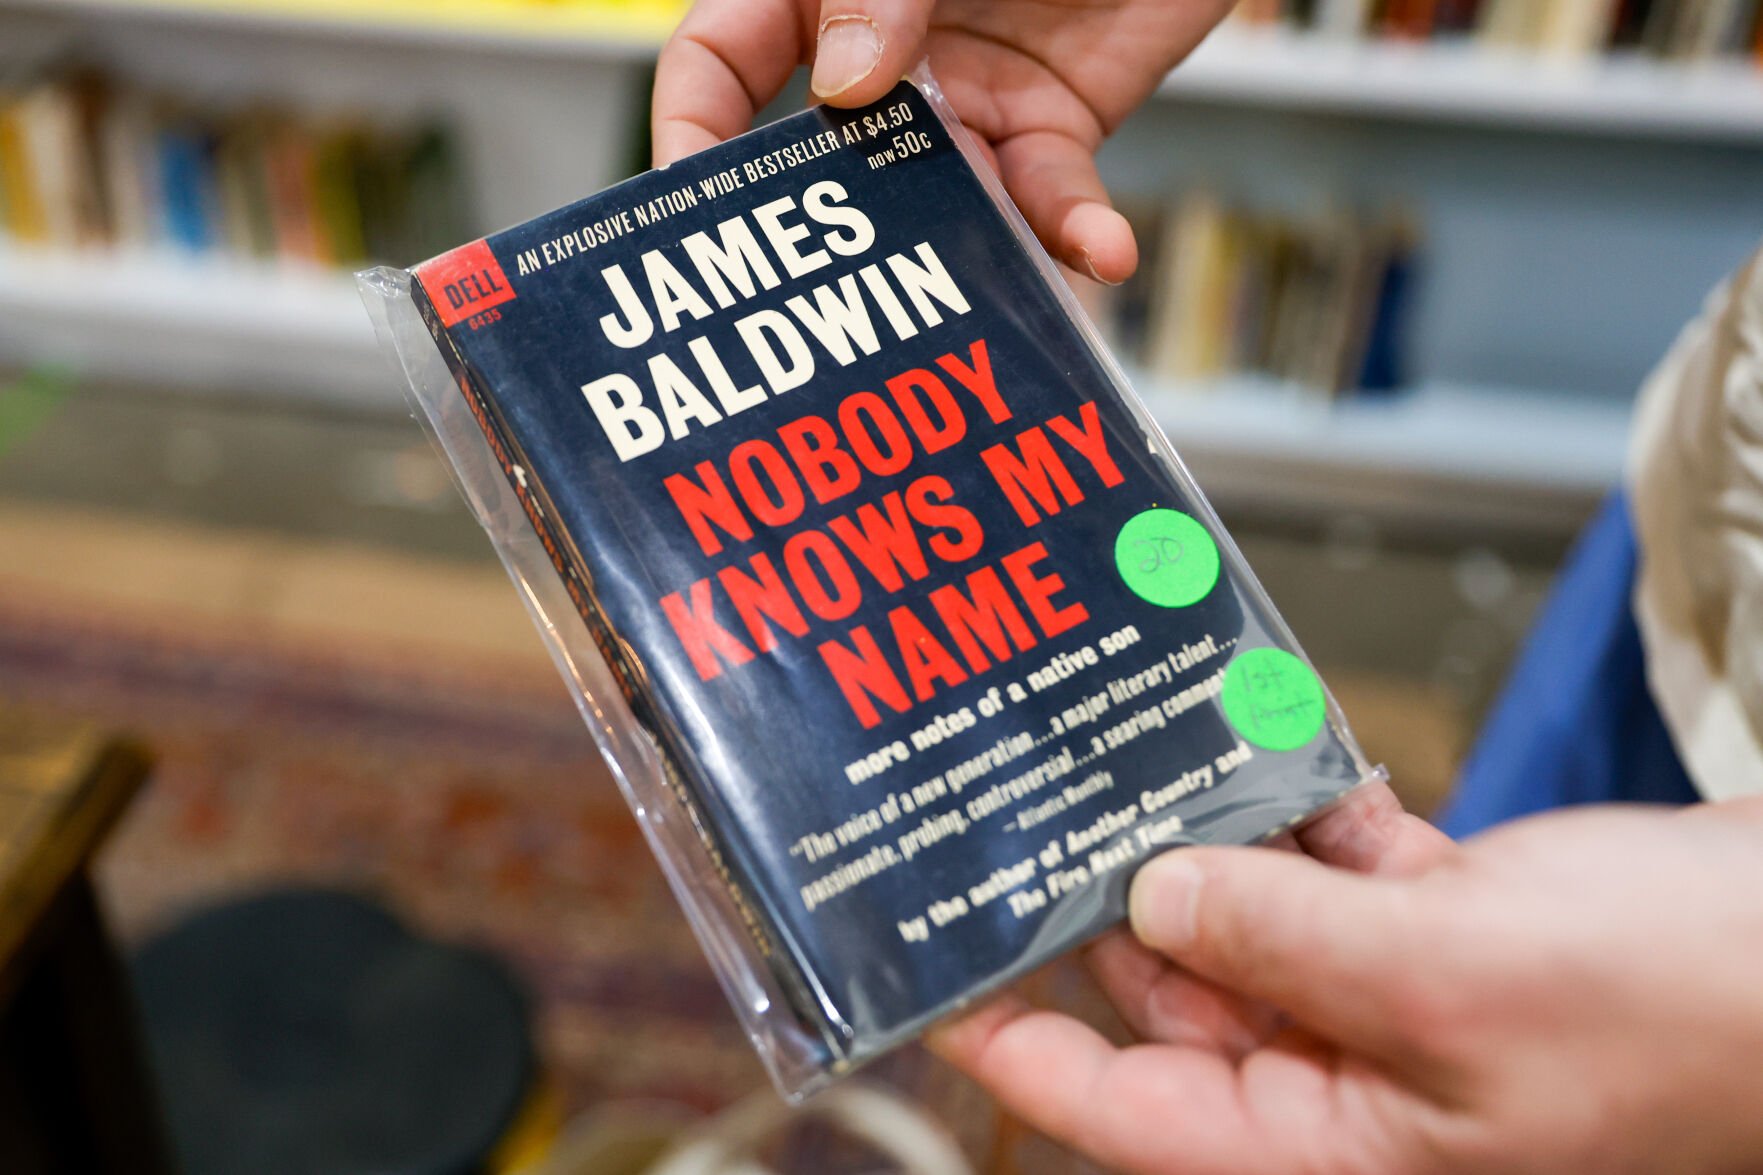 AN EXPLOSIVE NATION-WIDE BESTSELLER AT $4.50
now 50c
DELL
6435
JAMES
BALDWIN
NOBODY
KNOWS MY
NAME
20
more notes of a native son
"The voice of a new generation...a major literary talent...
passionate, probing, controversial...a searing comment
—Atlantic Monthly
1st
Print
by the author of Another Country and
The Fire Next Time